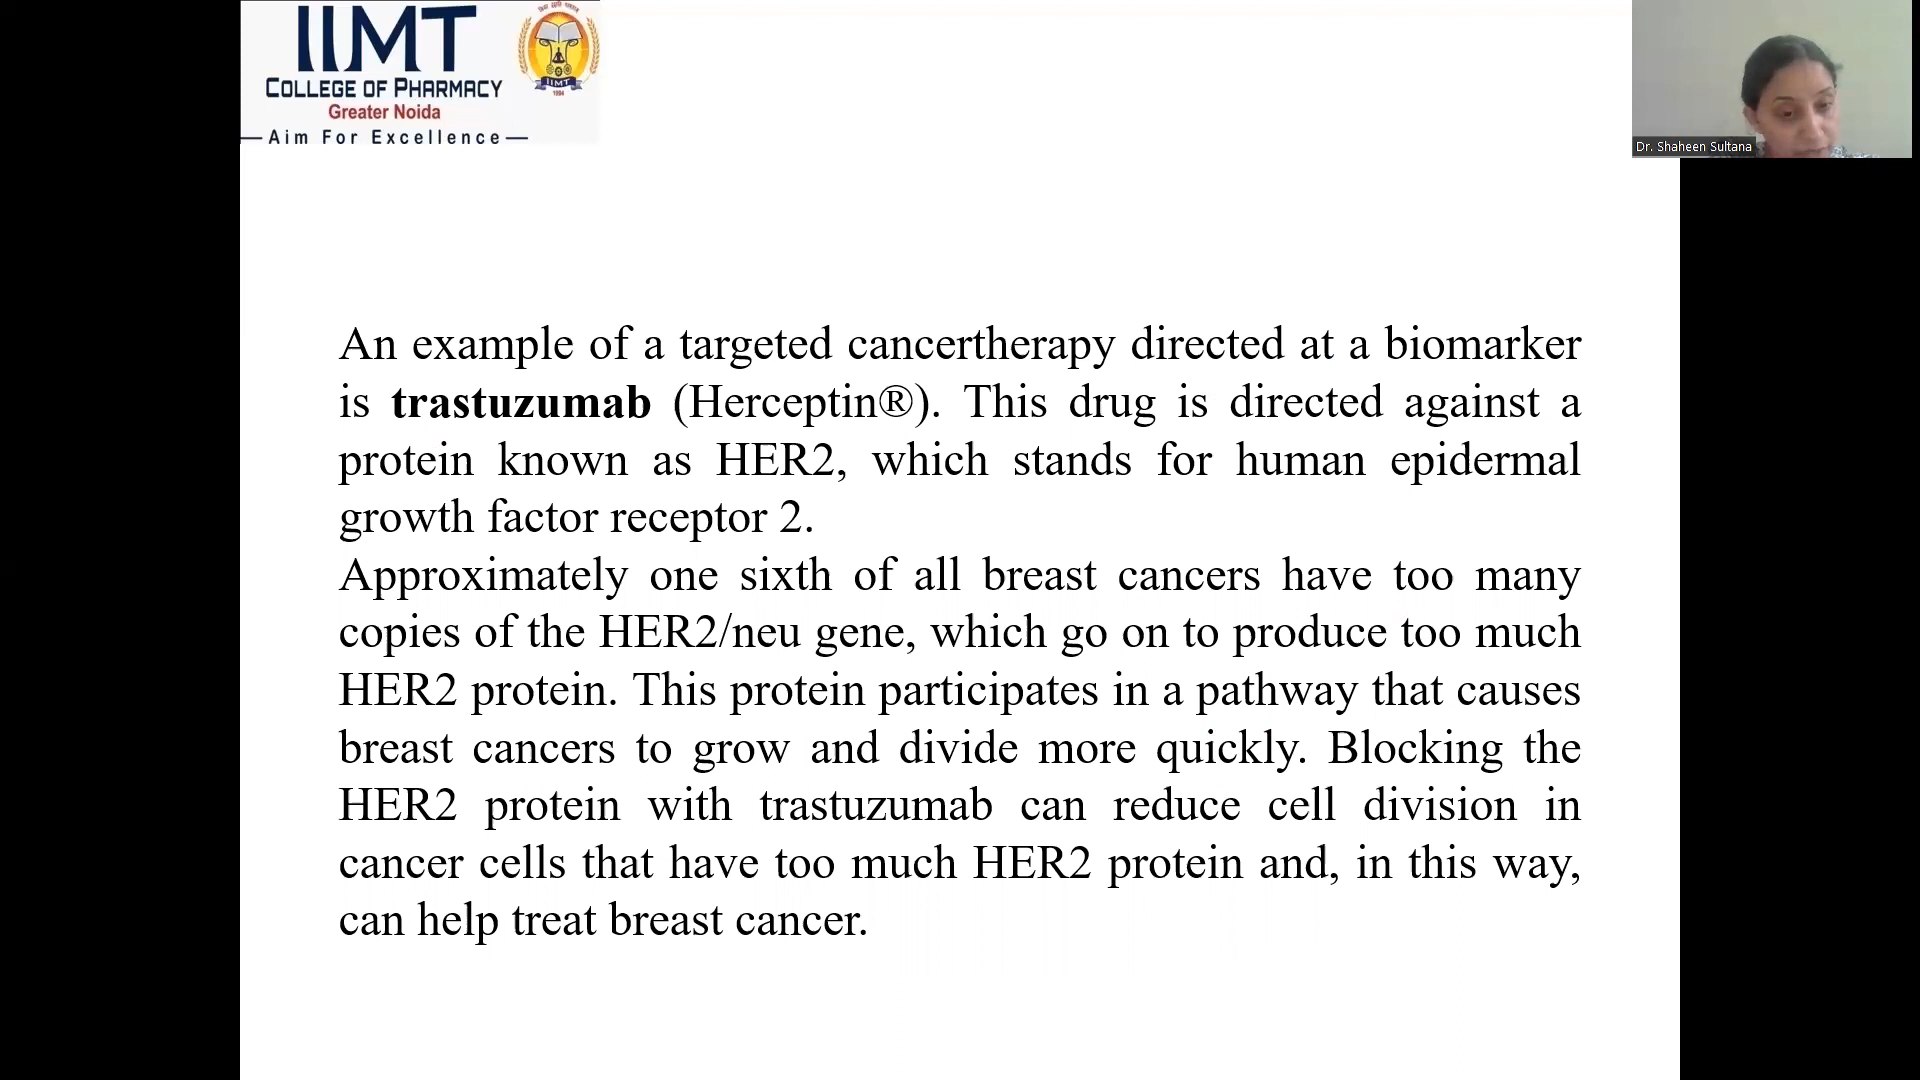 IIMT
COLLEGE OF PHARMACY
Greater Noida
Aim For Excellence
IIMT
1994
Dr. Shaheen Sultana
An example of a targeted cancertherapy directed at a biomarker
is trastuzumab (Herceptin®). This drug is directed against a
protein known as HER2, which stands for human epidermal
growth factor receptor 2.
Approximately one sixth of all breast cancers have too many
copies of the HER2/neu gene, which go on to produce too much
HER2 protein. This protein participates in a pathway that causes
breast cancers to grow and divide more quickly. Blocking the
HER2 protein with trastuzumab can reduce cell division in
cancer cells that have too much HER2 protein and, in this way,
can help treat breast cancer.